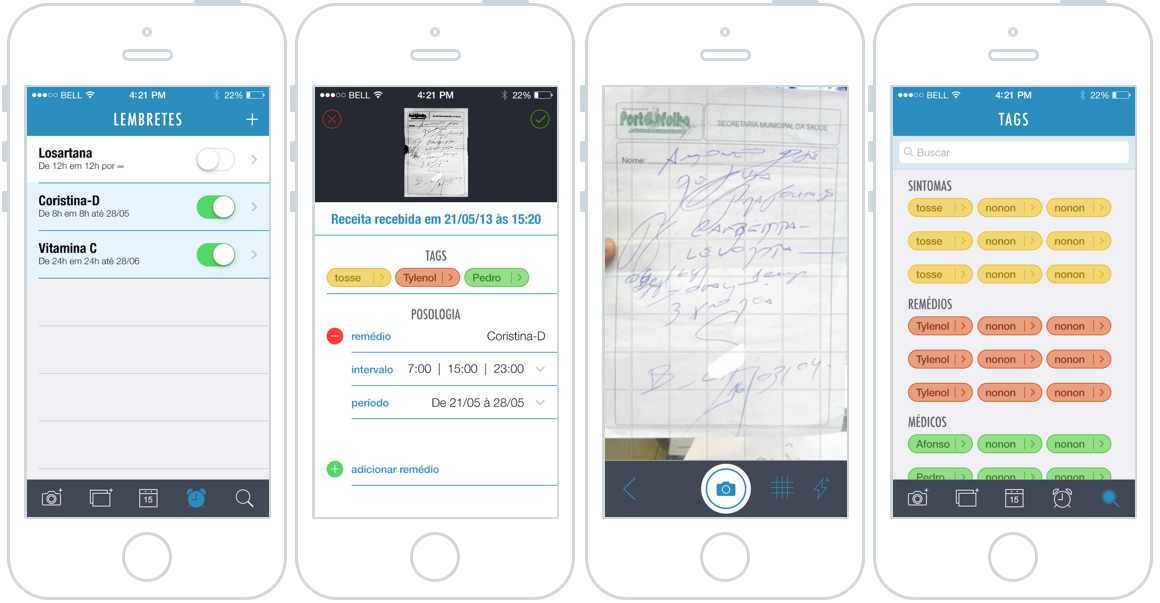 BELL 4:21 PM 22%
LEMBRETES +
Losartana
De 12h em 12h por ∞
Coristina-D
De 8h em 8h até 28/05
Vitamina C
De 24h em 24h até 28/06
15
BELL 4:21 PM 22%
Receita recebida em 21/05/13 às 15:20
TAGS
tosse Tylenol Pedro
POSOLOGIA
remédio Coristina-D
intervalo 7:00 | 15:00 | 23:00
período De 21/05 à 28/05
adicionar remédio
SECRETARIA MUNICIPAL DA SAÚDE
Nome:
BELL 4:21 PM 22%
TAGS
Buscar
SINTOMAS
tosse nonon nonon
tosse nonon nonon
tosse nonon nonon
REMÉDIOS
Tylenol nonon nonon
Tylenol nonon nonon
Tylenol nonon nonon
MÉDICOS
Afonso nonon nonon
Pedro nonon nonon
15